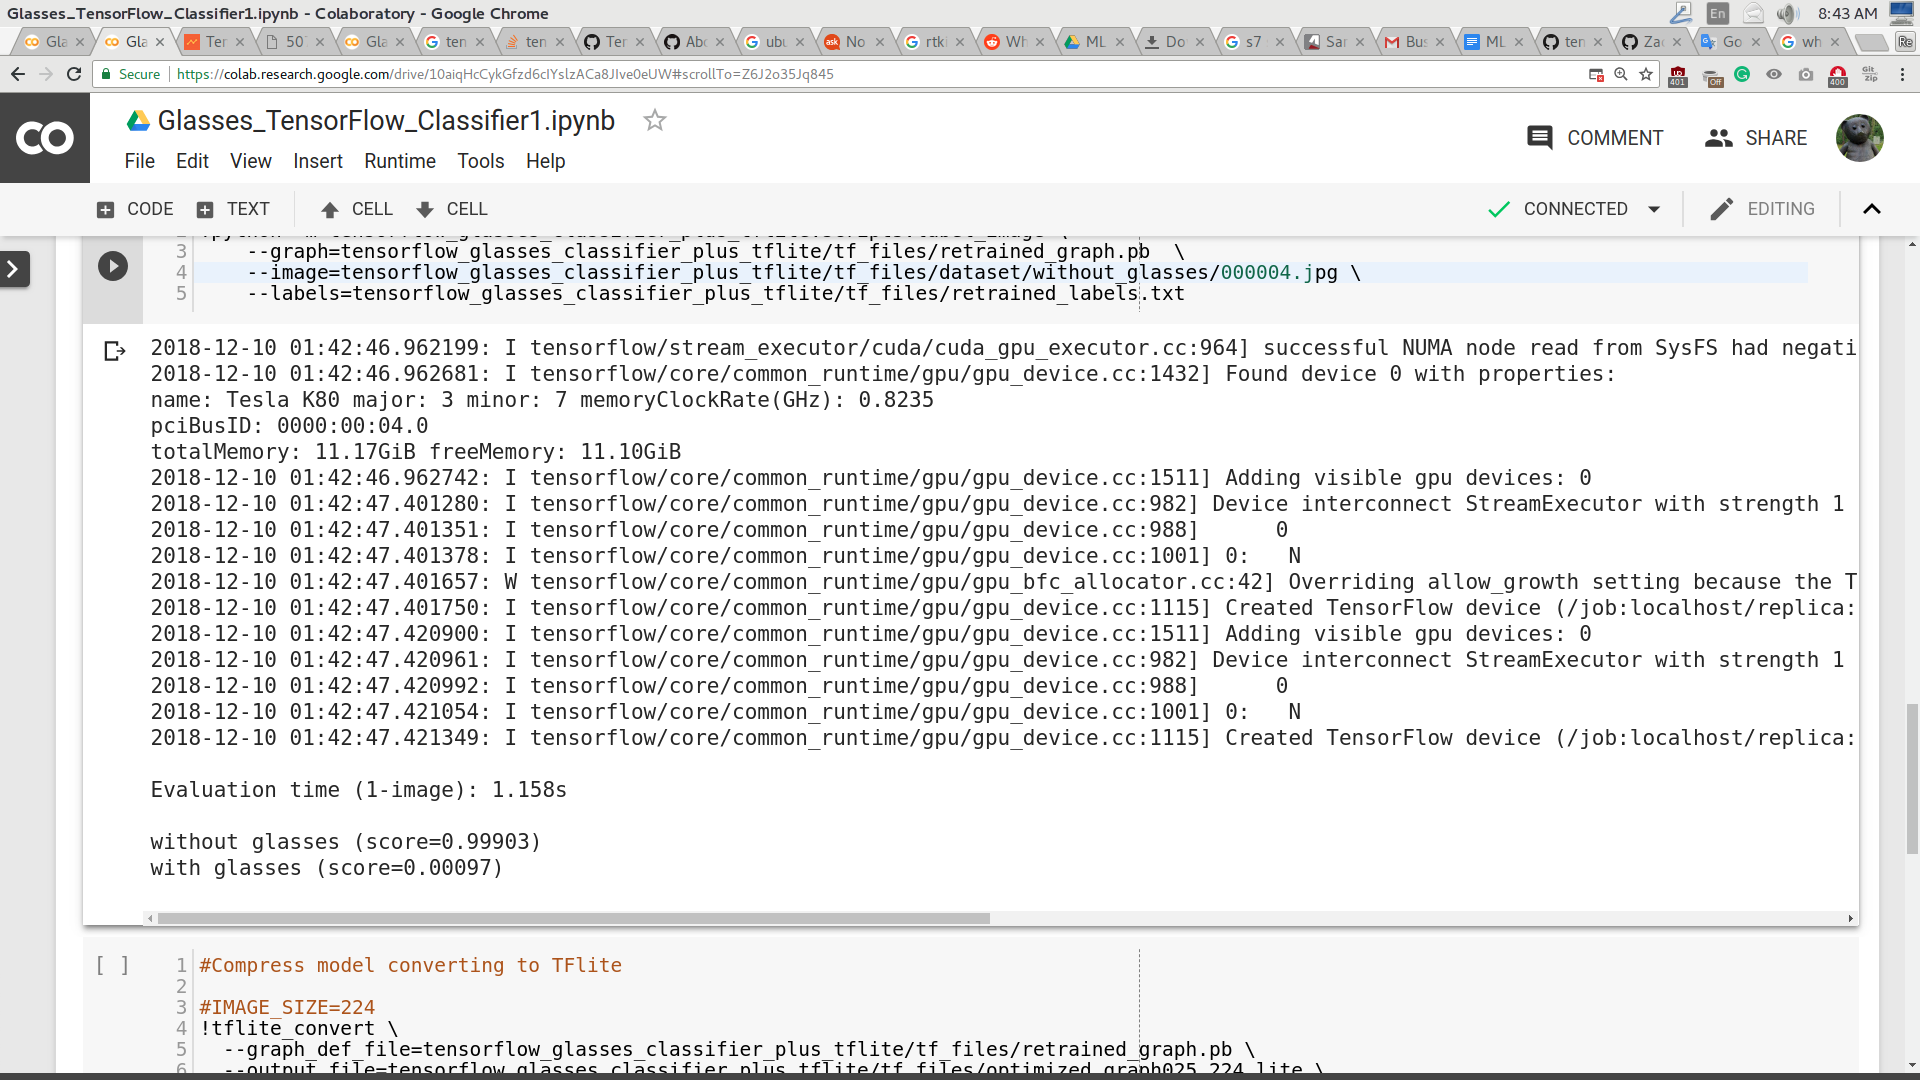 Glasses_TensorFlow_Classifier1.ipynb - Colaboratory - Google Chrome
En
8:43 AM
Gla
Gla
Ter
50
Gla
ten
ten
Ter
Abo
ubu
No
rtki
Wh
ML
Do
s7
Sar
Bus
ML
ten
Zac
Go
wh
Re
Secure
https://colab.research.google.com/drive/10aiqHcCykGfzd6cIYslzACa8JIve0eUW#scrollTo=Z6J2o35Jq845
401
Off
400
Git
Zip
Glasses_TensorFlow_Classifier1.ipynb
COMMENT
SHARE
File Edit View Insert Runtime Tools Help
CODE TEXT CELL CELL
CONNECTED
EDITING
3 --graph=tensorflow_glasses_classifier_plus_tflite/tf_files/retrained_graph.pb \
4 --image=tensorflow_glasses_classifier_plus_tflite/tf_files/dataset/without_glasses/000004.jpg \
5 --labels=tensorflow_glasses_classifier_plus_tflite/tf_files/retrained_labels.txt
2018-12-10 01:42:46.962199: I tensorflow/stream_executor/cuda/cuda_gpu_executor.cc:964] successful NUMA node read from SysFS had negati
2018-12-10 01:42:46.962681: I tensorflow/core/common_runtime/gpu/gpu_device.cc:1432] Found device 0 with properties:
name: Tesla K80 major: 3 minor: 7 memoryClockRate(GHz): 0.8235
pciBusID: 0000:00:04.0
totalMemory: 11.17GiB freeMemory: 11.10GiB
2018-12-10 01:42:46.962742: I tensorflow/core/common_runtime/gpu/gpu_device.cc:1511] Adding visible gpu devices: 0
2018-12-10 01:42:47.401280: I tensorflow/core/common_runtime/gpu/gpu_device.cc:982] Device interconnect StreamExecutor with strength 1
2018-12-10 01:42:47.401351: I tensorflow/core/common_runtime/gpu/gpu_device.cc:988] 0
2018-12-10 01:42:47.401378: I tensorflow/core/common_runtime/gpu/gpu_device.cc:1001] 0: N
2018-12-10 01:42:47.401657: W tensorflow/core/common_runtime/gpu/gpu_bfc_allocator.cc:42] Overriding allow_growth setting because the T
2018-12-10 01:42:47.401750: I tensorflow/core/common_runtime/gpu/gpu_device.cc:1115] Created TensorFlow device (/job:localhost/replica:
2018-12-10 01:42:47.420900: I tensorflow/core/common_runtime/gpu/gpu_device.cc:1511] Adding visible gpu devices: 0
2018-12-10 01:42:47.420961: I tensorflow/core/common_runtime/gpu/gpu_device.cc:982] Device interconnect StreamExecutor with strength 1
2018-12-10 01:42:47.420992: I tensorflow/core/common_runtime/gpu/gpu_device.cc:988] 0
2018-12-10 01:42:47.421054: I tensorflow/core/common_runtime/gpu/gpu_device.cc:1001] 0: N
2018-12-10 01:42:47.421349: I tensorflow/core/common_runtime/gpu/gpu_device.cc:1115] Created TensorFlow device (/job:localhost/replica:
Evaluation time (1-image): 1.158s
without glasses (score=0.99903)
with glasses (score=0.00097)
[ ] 1 #Compress model converting to TFlite
2
3 #IMAGE_SIZE=224
4 !tflite_convert \
5 --graph_def_file=tensorflow_glasses_classifier_plus_tflite/tf_files/retrained_graph.pb \
6 --output_file=tensorflow_glasses_classifier_plus_tflite/tf_files/optimized_graph025_224.lite \